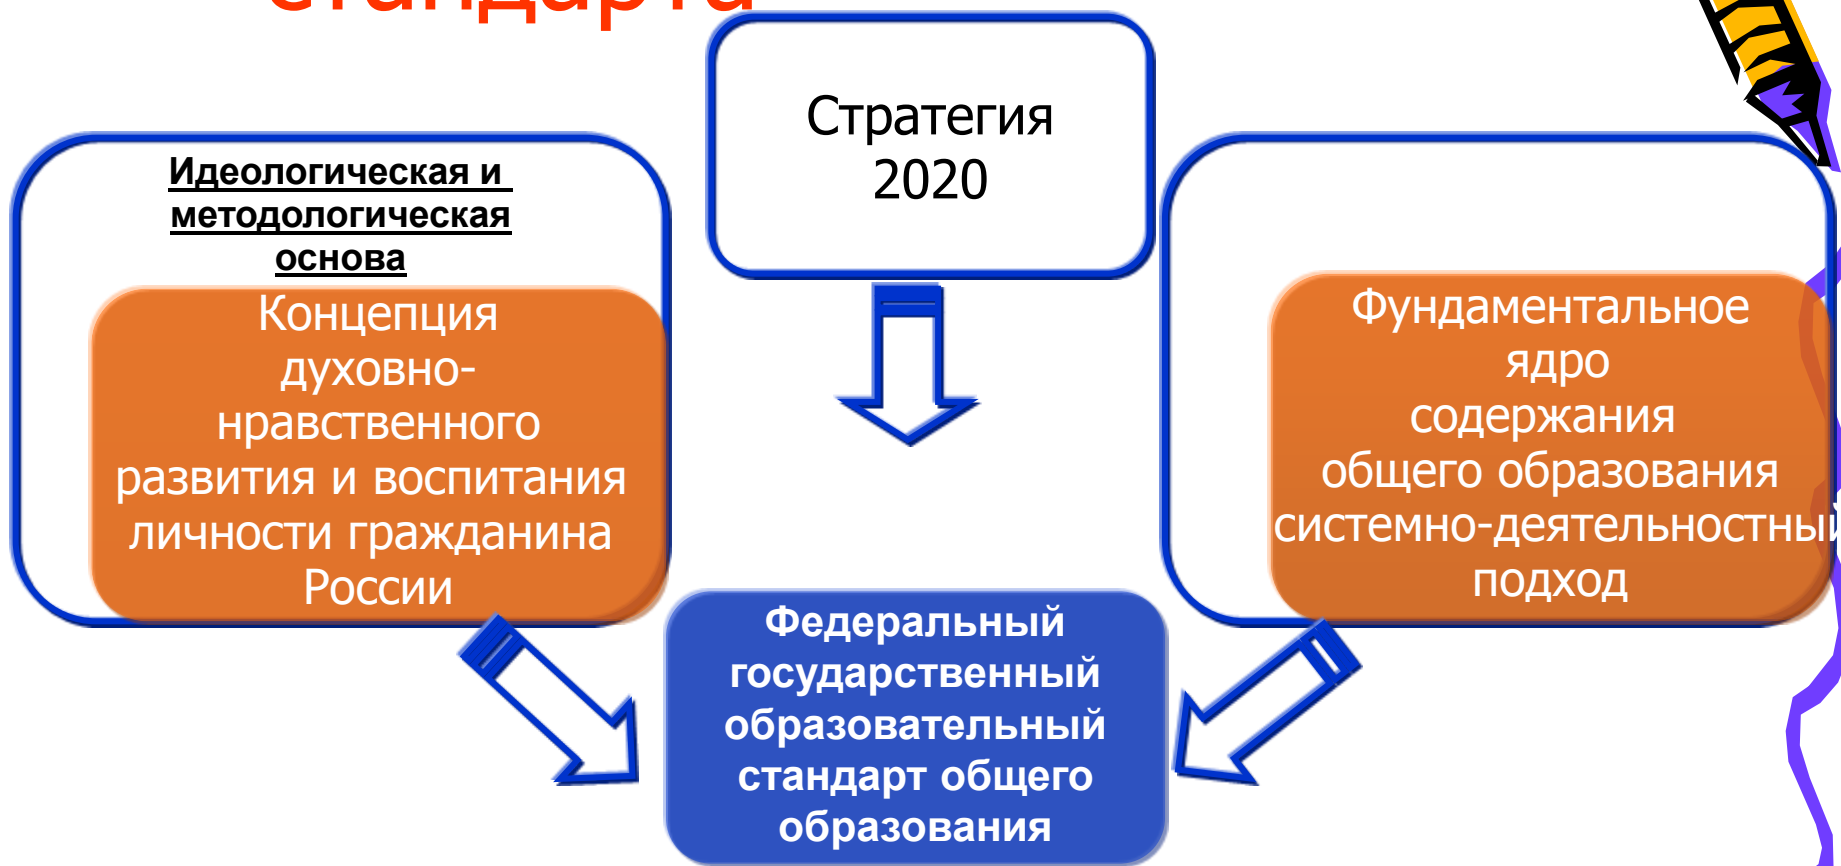 стандарта
Стратегия
2020
Идеологическая и
методологическая
основа
Концепция
духовно-
нравственного
развития и воспитания
личности гражданина
России
Фундаментальное
ядро
содержания
общего образования
системно-деятельностный
подход
Федеральный
государственный
образовательный
стандарт общего
образования